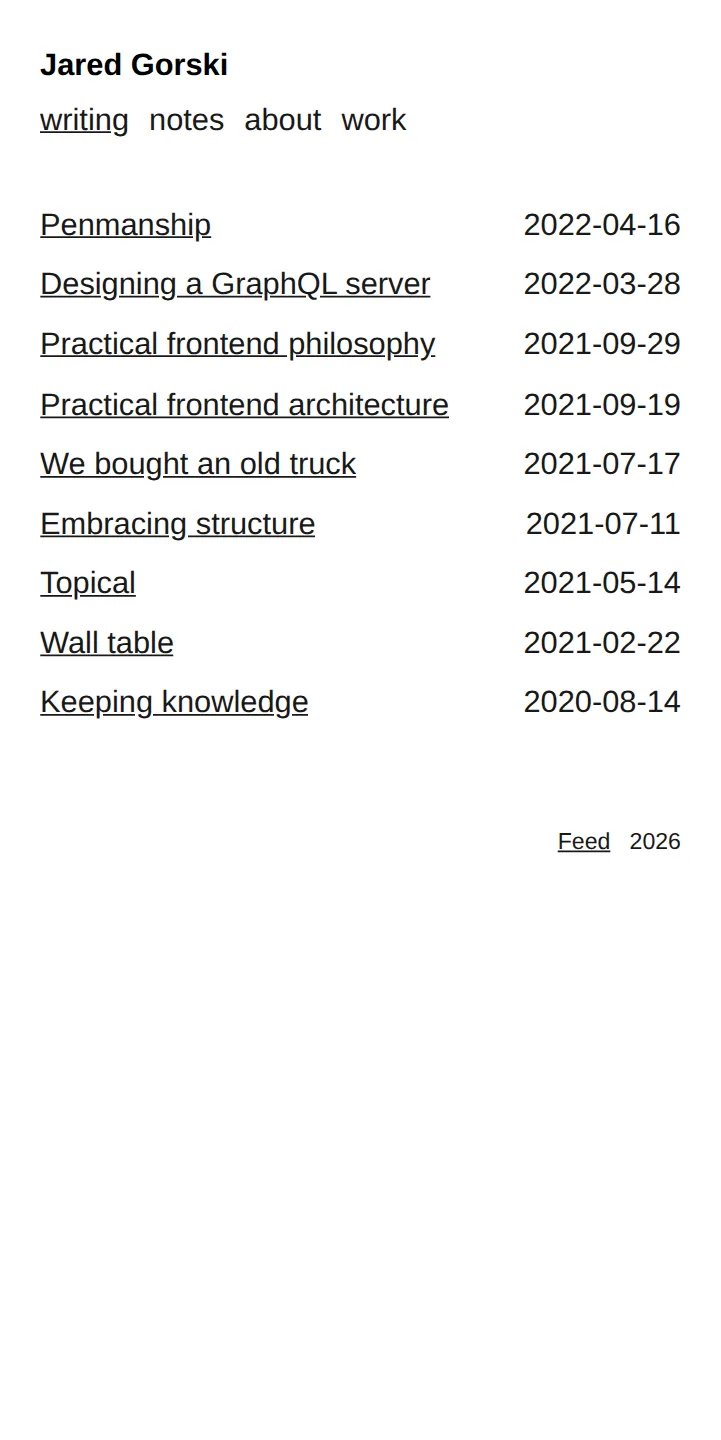 Jared Gorski
writing notes about work
Penmanship 2022-04-16
Designing a GraphQL server 2022-03-28
Practical frontend philosophy 2021-09-29
Practical frontend architecture 2021-09-19
We bought an old truck 2021-07-17
Embracing structure 2021-07-11
Topical 2021-05-14
Wall table 2021-02-22
Keeping knowledge 2020-08-14
Feed 2026